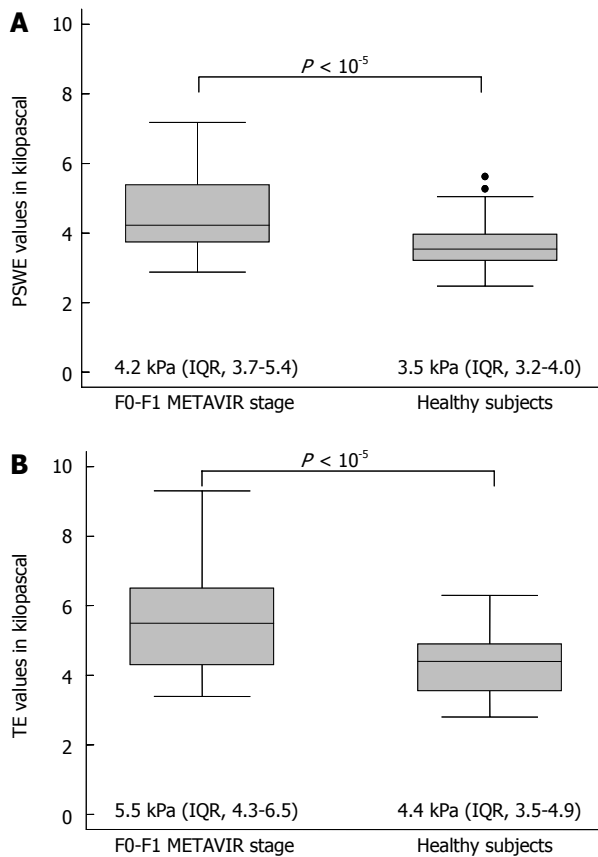 A
10
P < 10-5
8
6
4
2
0
PSWE values in kilopascal
4.2 kPa (IQR, 3.7-5.4) 3.5 kPa (IQR, 3.2-4.0)
F0-F1 METAVIR stage Healthy subjects
B
10
P < 10-5
8
6
4
2
0
TE values in kilopascal
5.5 kPa (IQR, 4.3-6.5) 4.4 kPa (IQR, 3.5-4.9)
F0-F1 METAVIR stage Healthy subjects